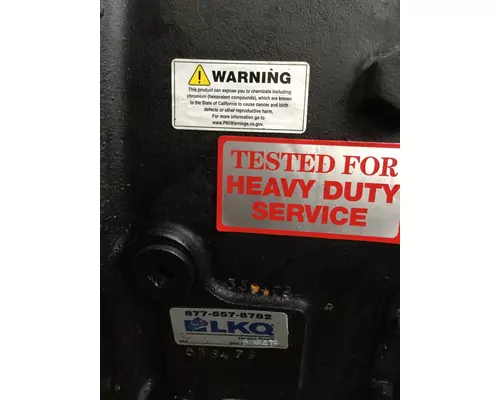 WARNING
This product can expose you to chemicals including
chromium (hexavalent compounds), which are known
to the State of California to cause cancer and birth
defects or other reproductive harm.
For more information go to
www.P65Warnings.ca.gov.
TESTED FOR
HEAVY DUTY
SERVICE
877-557-8782
LKQ